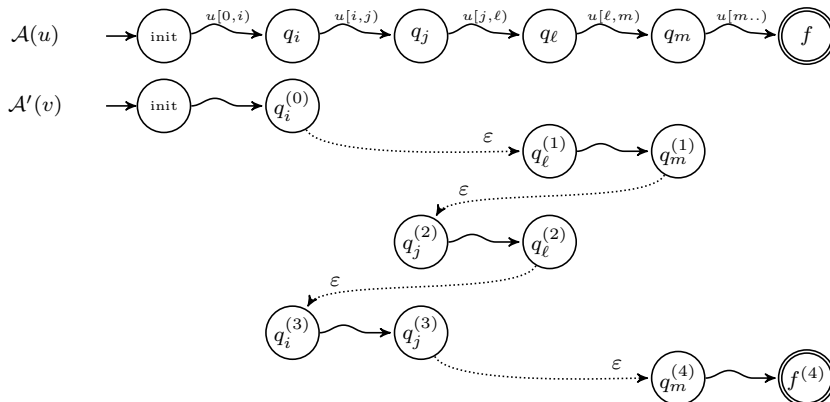 𝒜(u) init u[0, i) q_i u[i, j) q_j u[j, ℓ) q_ℓ u[ℓ, m) q_m u[m..) f
𝒜′(v) init q_i^{(0)}
ε q_ℓ^{(1)} q_m^{(1)}
ε
q_j^{(2)} q_ℓ^{(2)}
ε
q_i^{(3)} q_j^{(3)}
ε q_m^{(4)} f^{(4)}